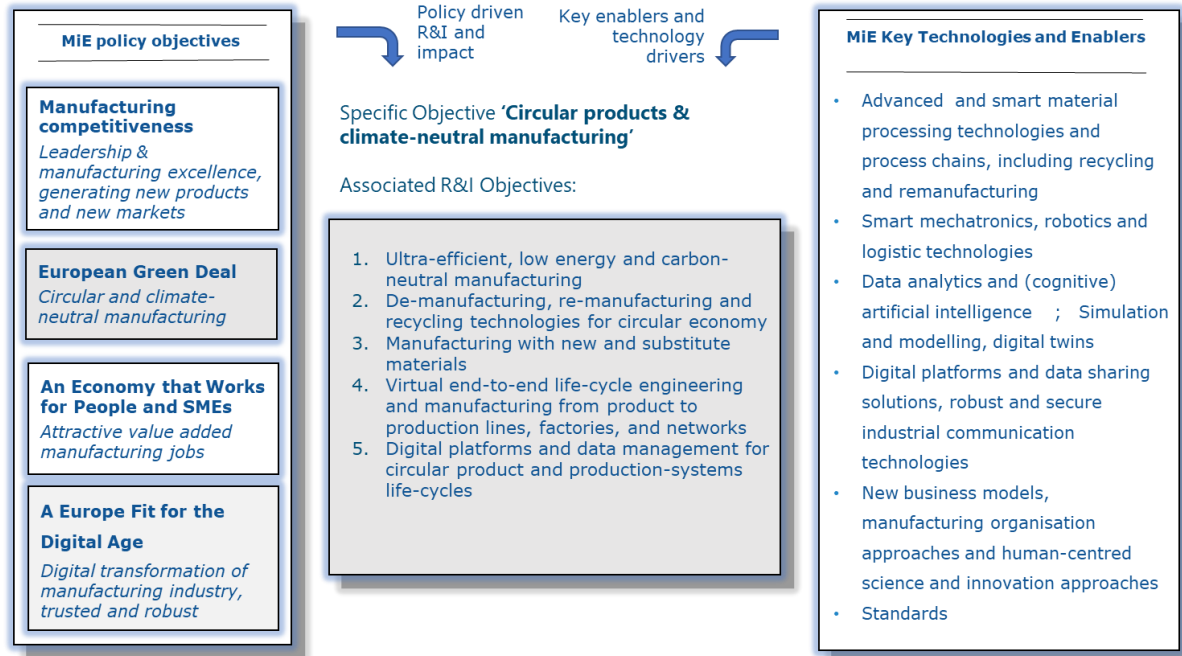 MiE policy objectives
Manufacturing
competitiveness
Leadership &
manufacturing excellence,
generating new products
and new markets
European Green Deal
Circular and climate-
neutral manufacturing
An Economy that Works
for People and SMEs
Attractive value added
manufacturing jobs
A Europe Fit for the
Digital Age
Digital transformation of
manufacturing industry,
trusted and robust
Policy driven
R&I and
impact
Key enablers and
technology
drivers
Specific Objective ‘Circular products &
climate-neutral manufacturing’
Associated R&I Objectives:
1. Ultra-efficient, low energy and carbon-
neutral manufacturing
2. De-manufacturing, re-manufacturing and
recycling technologies for circular economy
3. Manufacturing with new and substitute
materials
4. Virtual end-to-end life-cycle engineering
and manufacturing from product to
production lines, factories, and networks
5. Digital platforms and data management for
circular product and production-systems
life-cycles
MiE Key Technologies and Enablers
• Advanced and smart material
processing technologies and
process chains, including recycling
and remanufacturing
• Smart mechatronics, robotics and
logistic technologies
• Data analytics and (cognitive)
artificial intelligence ; Simulation
and modelling, digital twins
• Digital platforms and data sharing
solutions, robust and secure
industrial communication
technologies
• New business models,
manufacturing organisation
approaches and human-centred
science and innovation approaches
• Standards